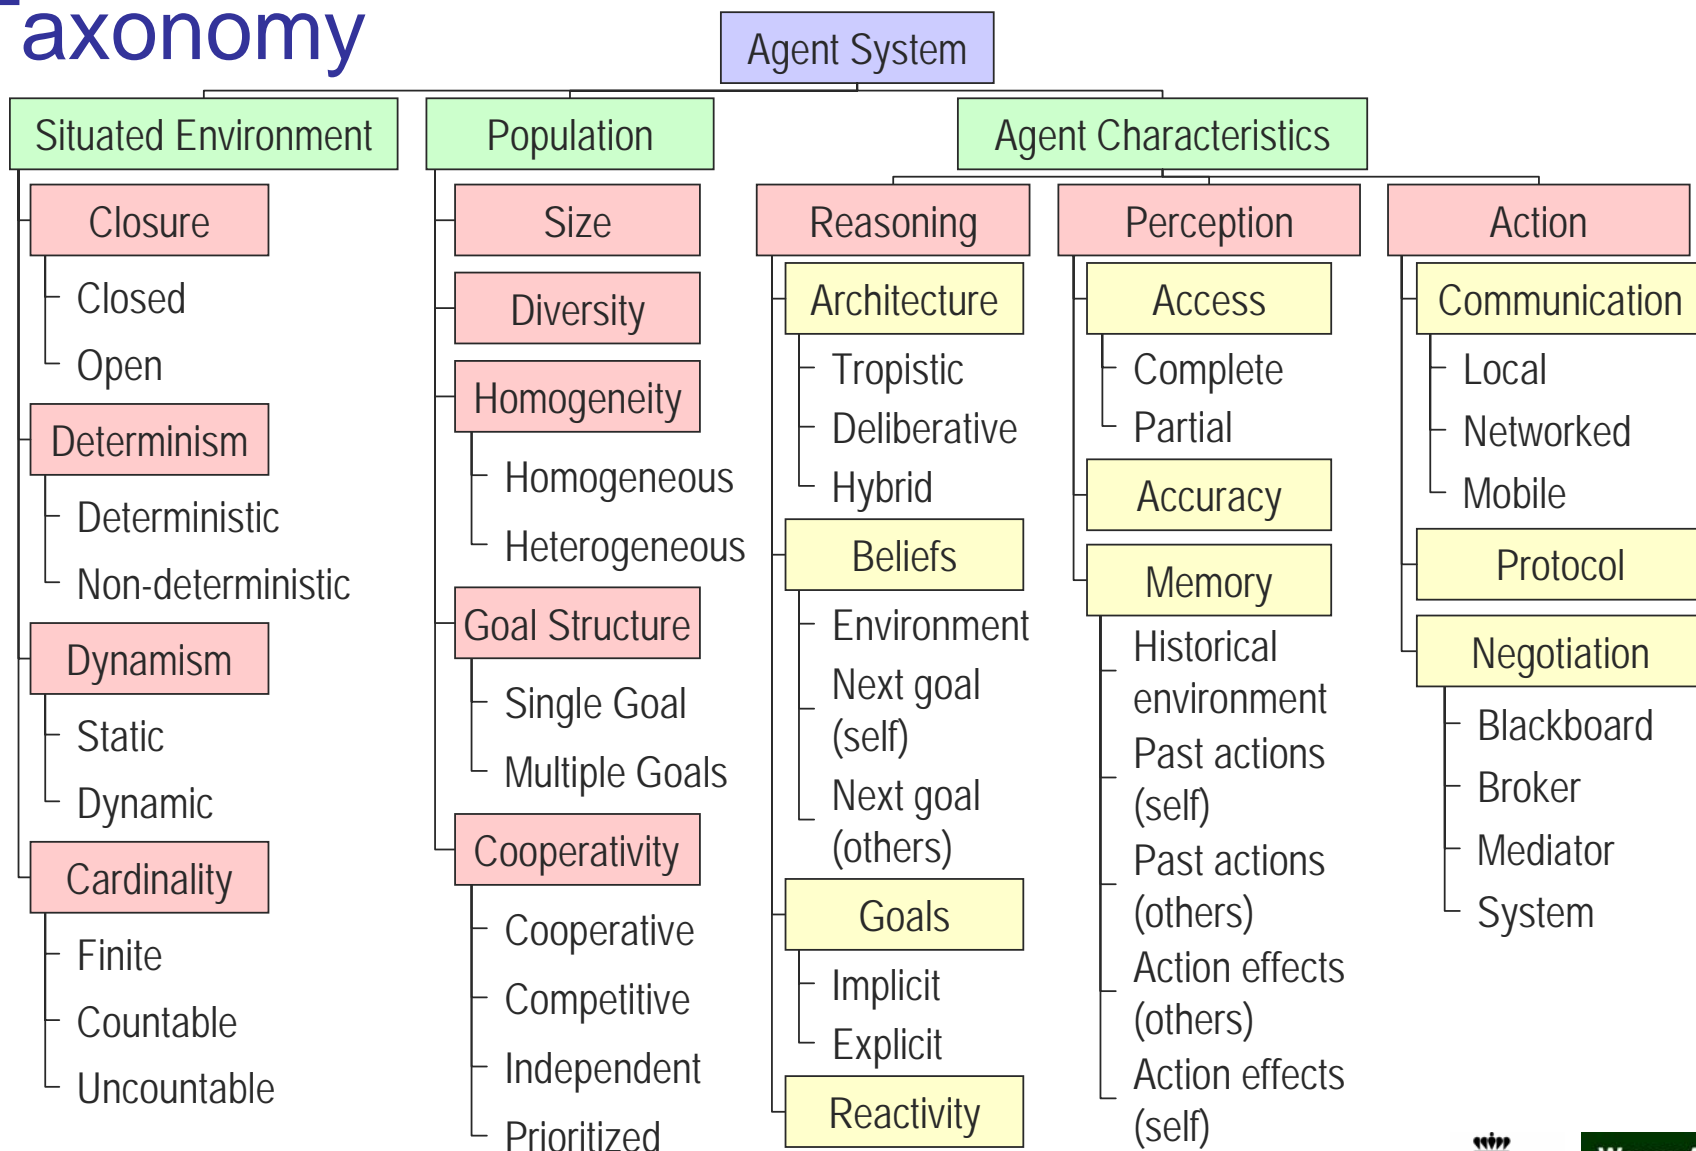 Taxonomy
Agent System
Situated Environment
Closure
Closed
Open
Determinism
Deterministic
Non-deterministic
Dynamism
Static
Dynamic
Cardinality
Finite
Countable
Uncountable
Population
Size
Diversity
Homogeneity
Homogeneous
Heterogeneous
Goal Structure
Single Goal
Multiple Goals
Cooperativity
Cooperative
Competitive
Independent
Prioritized
Agent Characteristics
Reasoning
Architecture
Tropistic
Deliberative
Hybrid
Beliefs
Environment
Next goal
(self)
Next goal
(others)
Goals
Implicit
Explicit
Reactivity
Perception
Access
Complete
Partial
Accuracy
Memory
Historical
environment
Past actions
(self)
Past actions
(others)
Action effects
(others)
Action effects
(self)
Action
Communication
Local
Networked
Mobile
Protocol
Negotiation
Blackboard
Broker
Mediator
System